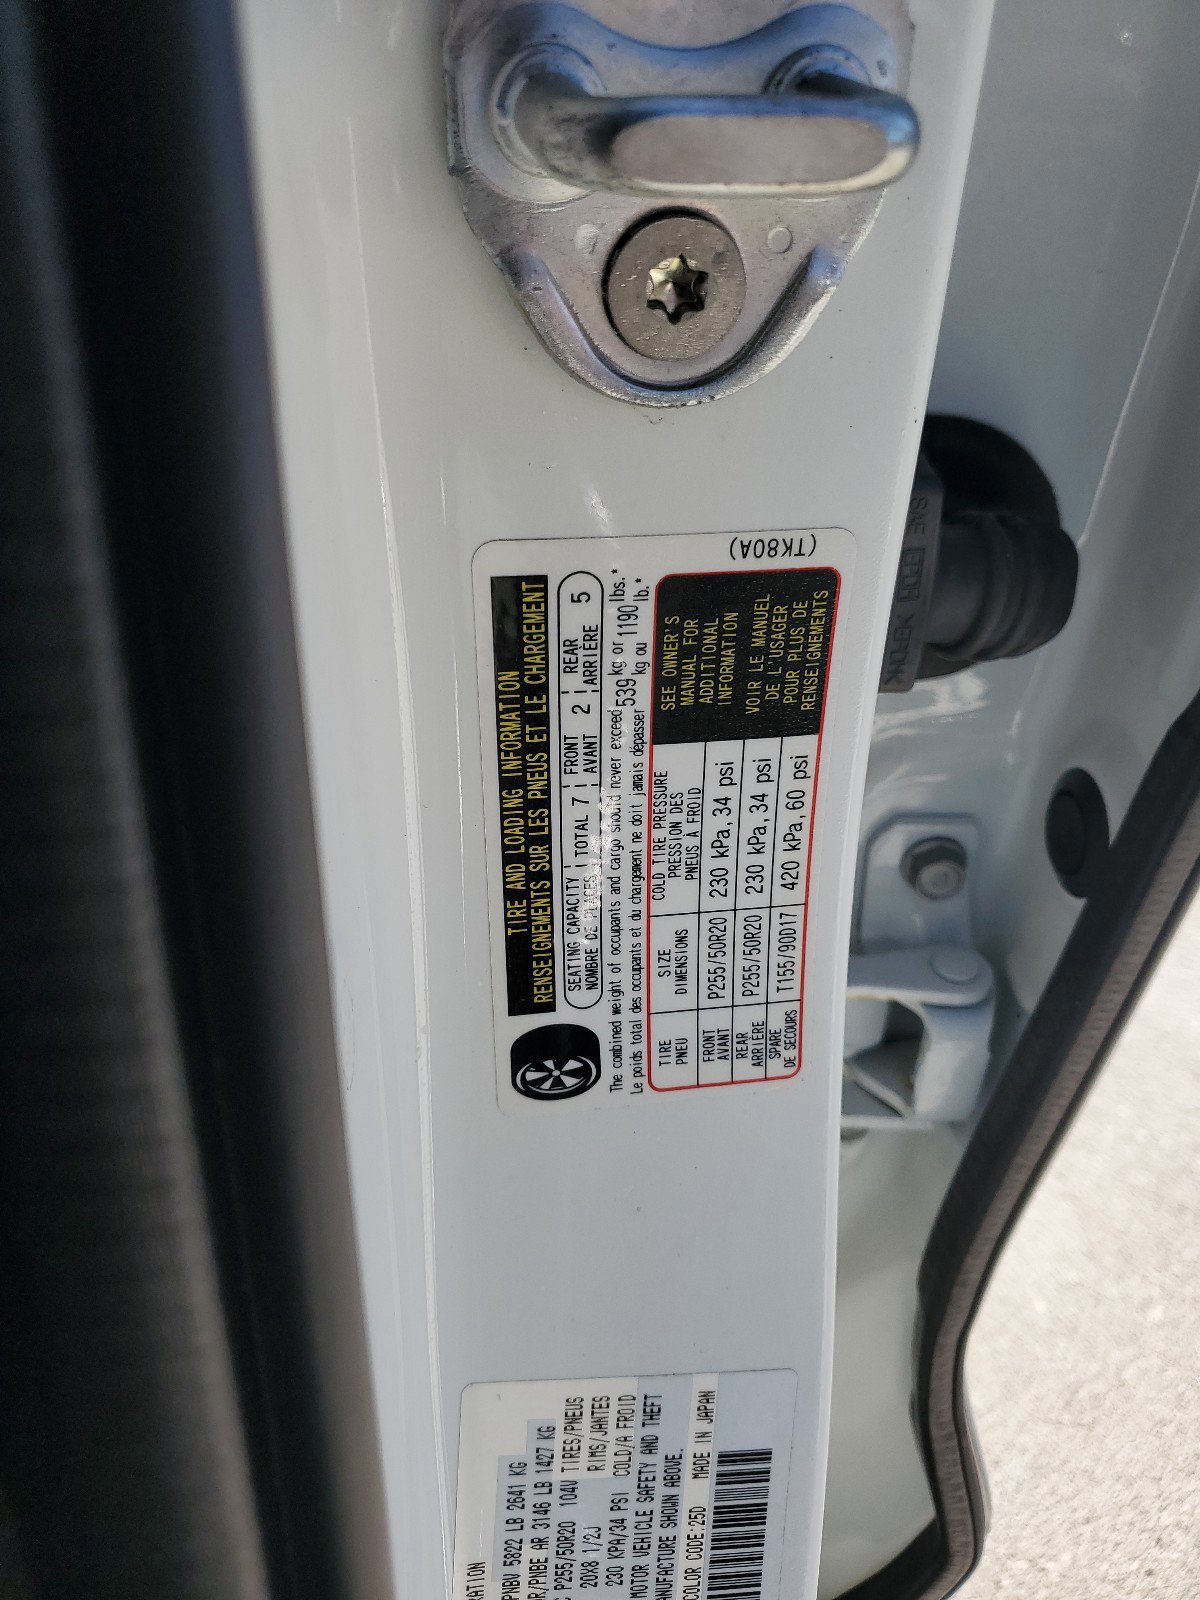 (TK80A)
TIRE AND LOADING INFORMATION
RENSEIGNEMENTS SUR LES PNEUS ET LE CHARGEMENT
SEATING CAPACITY TOTAL 7 FRONT 2 REAR 5
NOMBRE DE PLACES AVANT ARRIÈRE
The combined weight of occupants and cargo should never exceed 539 kg or 1190 lbs.*
Le poids total des occupants et du chargement ne doit jamais dépasser kg ou lb.*
TIRE SIZE COLD TIRE PRESSURE
PNEU DIMENSIONS PRESSION DES
PNEUS À FROID
FRONT P255/50R20 230 kPa, 34 psi
AVANT
REAR P255/50R20 230 kPa, 34 psi
ARRIÈRE
SPARE T155/90D17 420 kPa, 60 psi
DE SECOURS
SEE OWNER'S
MANUAL FOR
ADDITIONAL
INFORMATION
VOIR LE MANUEL
DE L'USAGER
POUR PLUS DE
RENSEIGNEMENTS
RATION
PNBV 5822 LB 2641 KG
R/PNBE AR 3146 LB 1427 KG
P255/50R20 104V TIRES/PNEUS
20X8 1/2J RIMS/JANTES
230 KPA/34 PSI COLD/A FROID
MOTOR VEHICLE SAFETY AND THEFT
ANUFACTURE SHOWN ABOVE.
COLOR CODE:25D MADE IN JAPAN